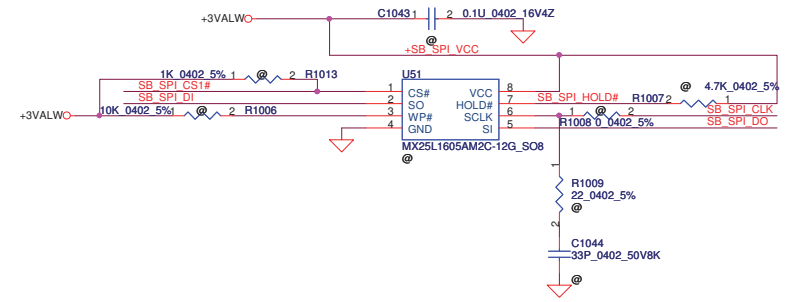 +3VALW
C1043 1 2 0.1U_0402_16V4Z
@
+SB_SPI_VCC
1K_0402_5% 1 @ 2 R1013
SB_SPI_CS1#
SB_SPI_DI
+3VALW
10K_0402_5% 1 @ 2 R1006
U51
1 CS# VCC 8
2 SO HOLD# 7
3 WP# SCLK 6
4 GND SI 5
MX25L1605AM2C-12G_SO8
@
@ 4.7K_0402_5%
SB_SPI_HOLD# R1007 2 1
@ SB_SPI_CLK
1 2
R1008 0_0402_5% SB_SPI_DO
1
R1009
22_0402_5%
@
2
C1044
33P_0402_50V8K
@